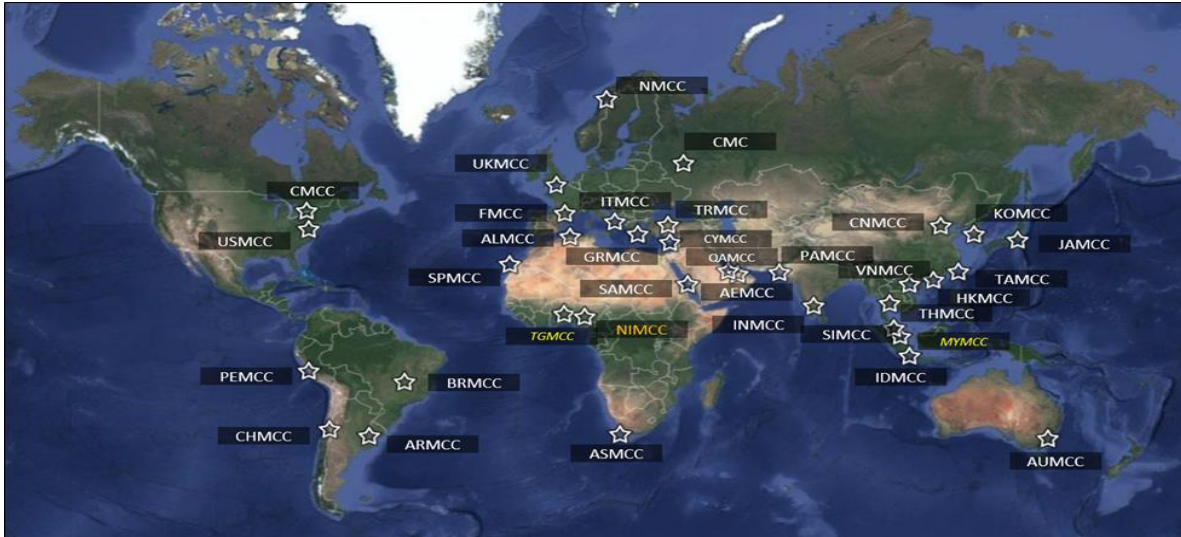 NMCC
CMC
UKMCC
CMCC
ITMCC
FMCC
TRMCC
CNMCC
KOMCC
USMCC
ALMCC
CYMCC
JAMCC
GRMCC
QAMCC
PAMCC
SPMCC
VNMCC
TAMCC
SAMCC
AEMCC
HKMCC
THMCC
TGMCC
NIMCC
INMCC
SIMCC
MYMCC
PEMCC
BRMCC
IDMCC
CHMCC
ARMCC
ASMCC
AUMCC